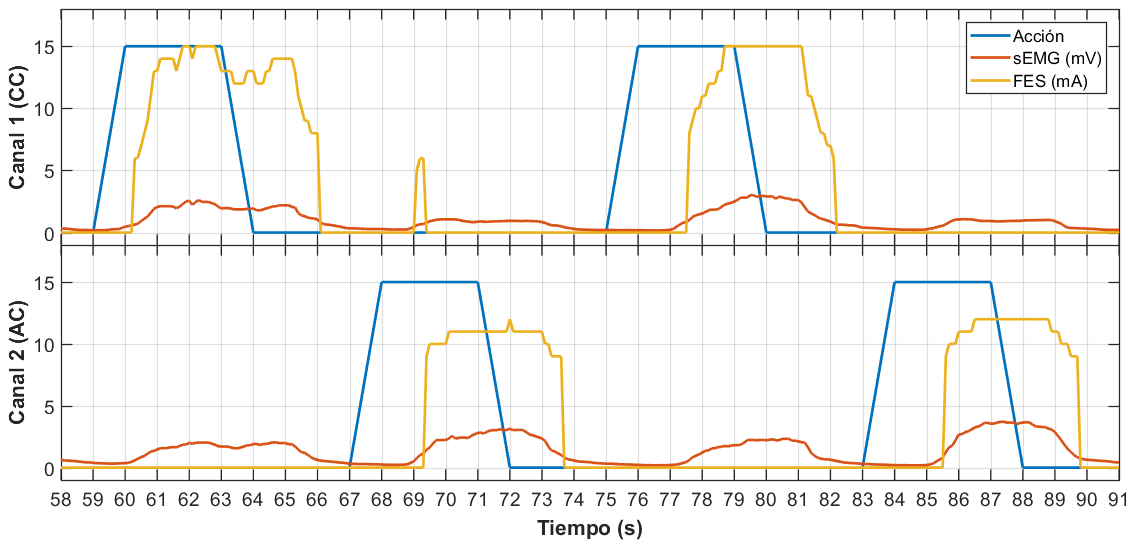 Canal 1 (CC)
15
10
5
0
Acción
sEMG (mV)
FES (mA)
Canal 2 (AC)
15
10
5
0
58 59 60 61 62 63 64 65 66 67 68 69 70 71 72 73 74 75 76 77 78 79 80 81 82 83 84 85 86 87 88 89 90 91
Tiempo (s)